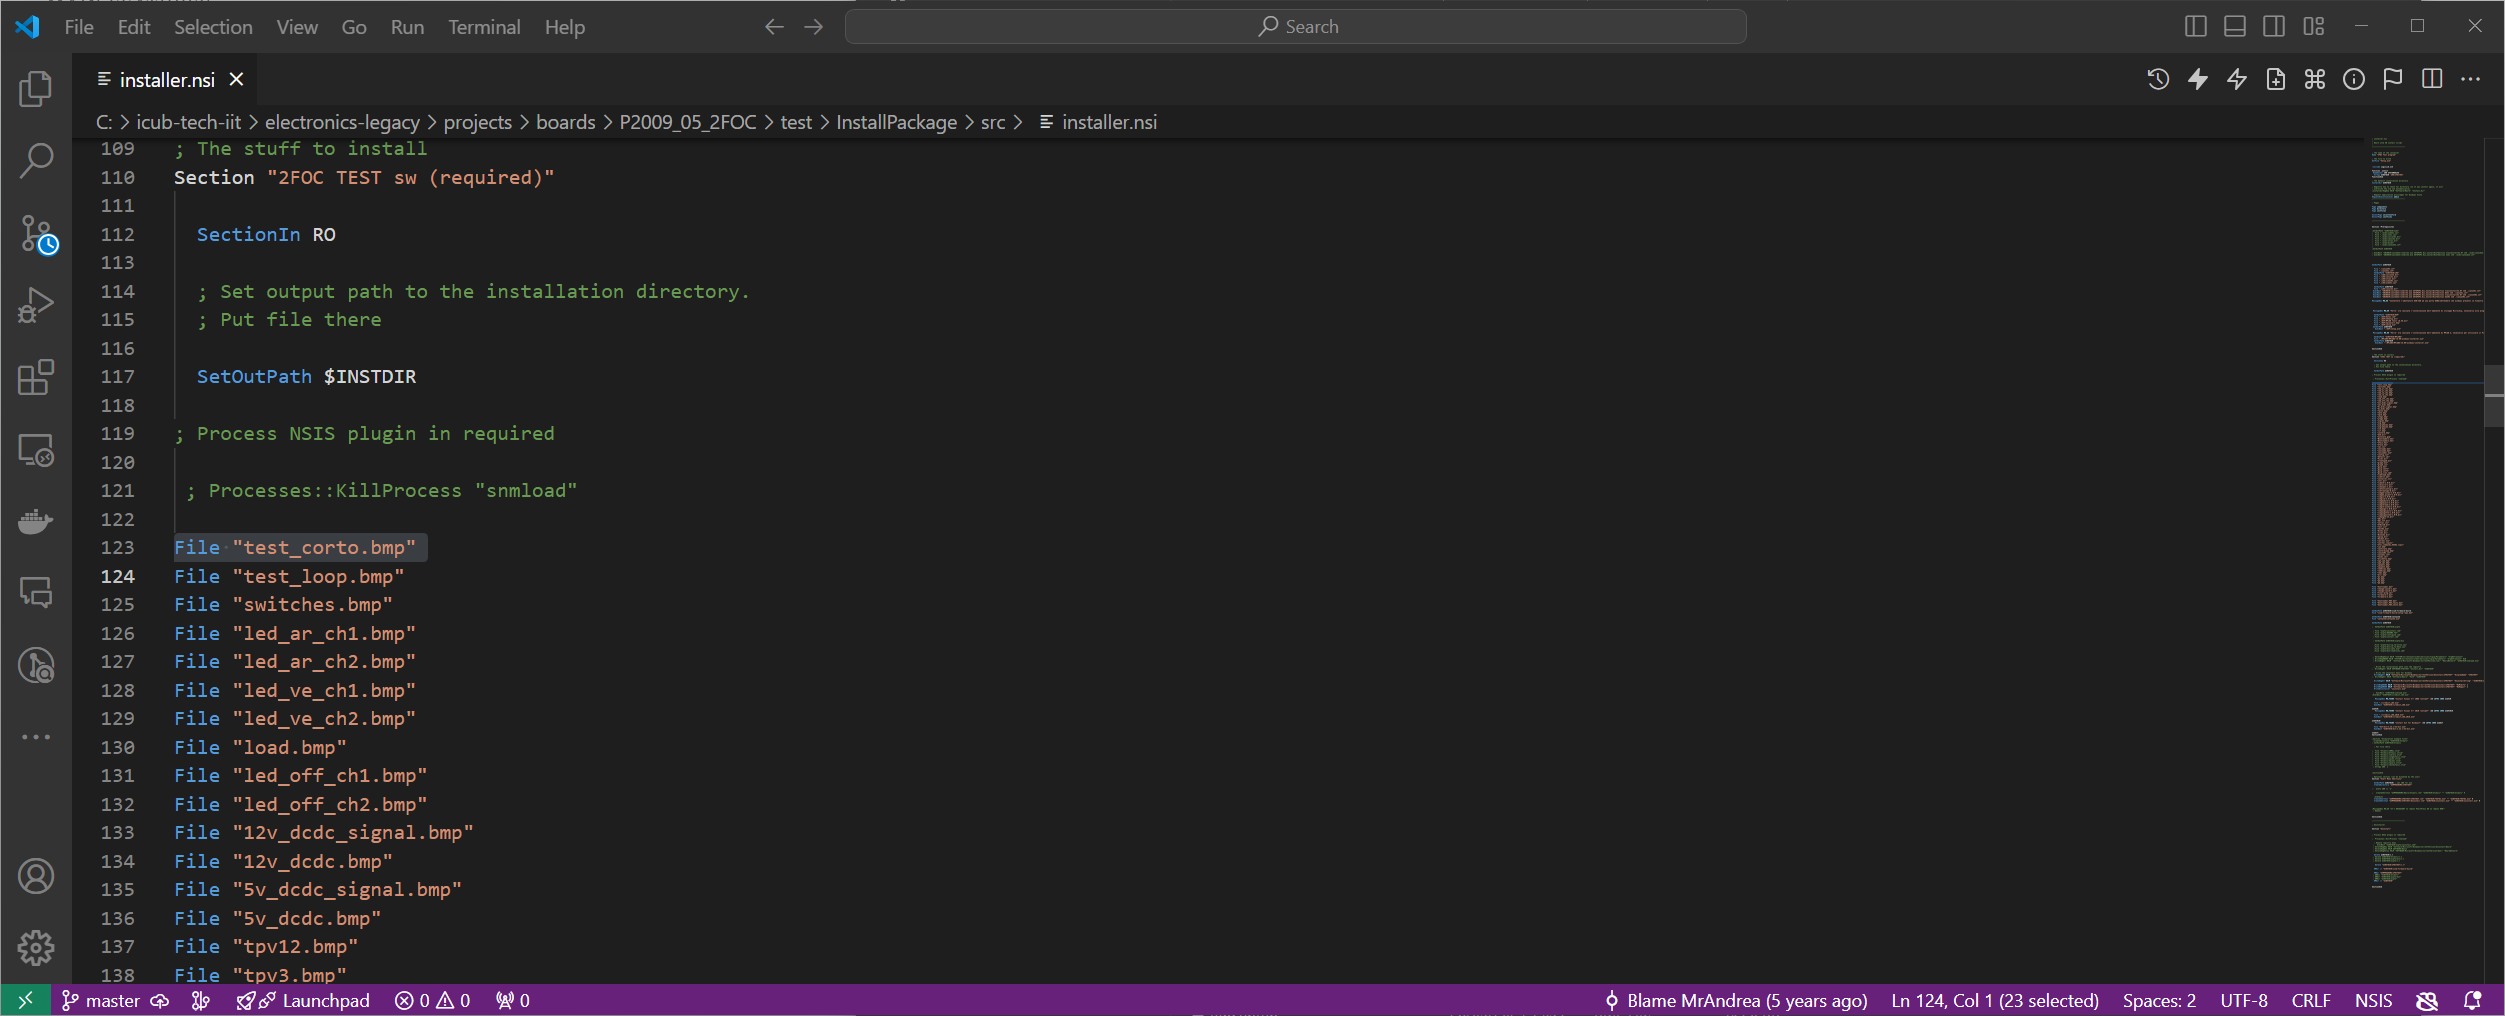 File Edit Selection View Go Run Terminal Help Search
installer.nsi
C: > icub-tech-iit > electronics-legacy > projects > boards > P2009_05_2FOC > test > InstallPackage > src > installer.nsi
109 ; The stuff to install
110 Section "2FOC TEST sw (required)"
111
112 SectionIn RO
113
114 ; Set output path to the installation directory.
115 ; Put file there
116
117 SetOutPath $INSTDIR
118
119 ; Process NSIS plugin in required
120
121 ; Processes::KillProcess "snmload"
122
123 File "test_corto.bmp"
124 File "test_loop.bmp"
125 File "switches.bmp"
126 File "led_ar_ch1.bmp"
127 File "led_ar_ch2.bmp"
128 File "led_ve_ch1.bmp"
129 File "led_ve_ch2.bmp"
130 File "load.bmp"
131 File "led_off_ch1.bmp"
132 File "led_off_ch2.bmp"
133 File "12v_dcdc_signal.bmp"
134 File "12v_dcdc.bmp"
135 File "5v_dcdc_signal.bmp"
136 File "5v_dcdc.bmp"
137 File "tpv12.bmp"
138 File "tpv3.bmp"
master Launchpad 0 0 0 Blame MrAndrea (5 years ago) Ln 124, Col 1 (23 selected) Spaces: 2 UTF-8 CRLF NSIS